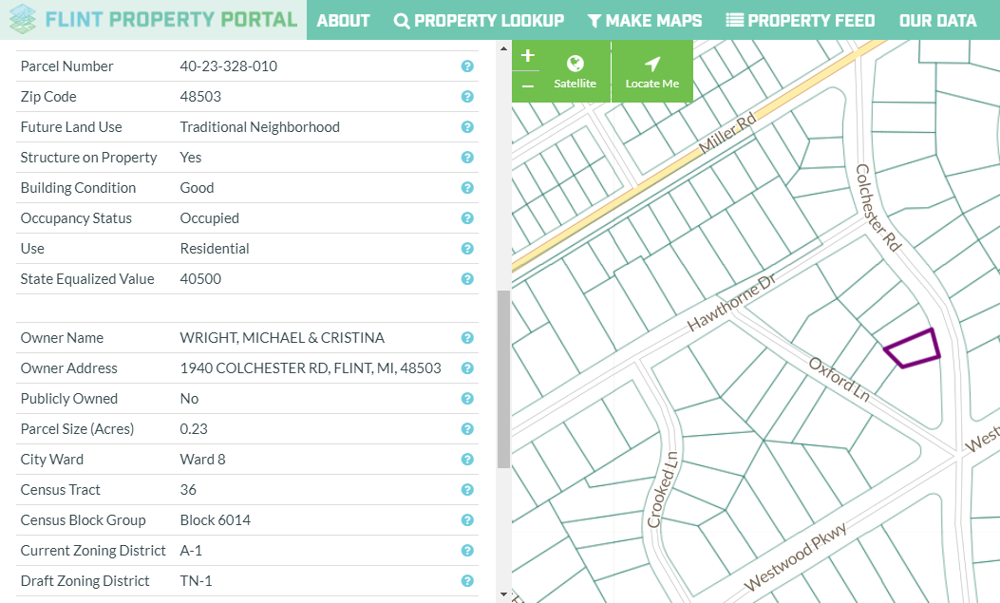 FLINT PROPERTY PORTAL ABOUT PROPERTY LOOKUP MAKE MAPS PROPERTY FEED OUR DATA
Parcel Number 40-23-328-010 ?
Zip Code 48503 ?
Future Land Use Traditional Neighborhood ?
Structure on Property Yes ?
Building Condition Good ?
Occupancy Status Occupied ?
Use Residential ?
State Equalized Value 40500 ?
Owner Name WRIGHT, MICHAEL & CRISTINA ?
Owner Address 1940 COLCHESTER RD, FLINT, MI, 48503 ?
Publicly Owned No ?
Parcel Size (Acres) 0.23 ?
City Ward Ward 8 ?
Census Tract 36 ?
Census Block Group Block 6014 ?
Current Zoning District A-1 ?
Draft Zoning District TN-1 ?
+
−
Satellite
Locate Me
Miller Rd
Colchester Rd
Hawthorne Dr
Oxford Ln
West
Crooked Ln
Westwood Pkwy